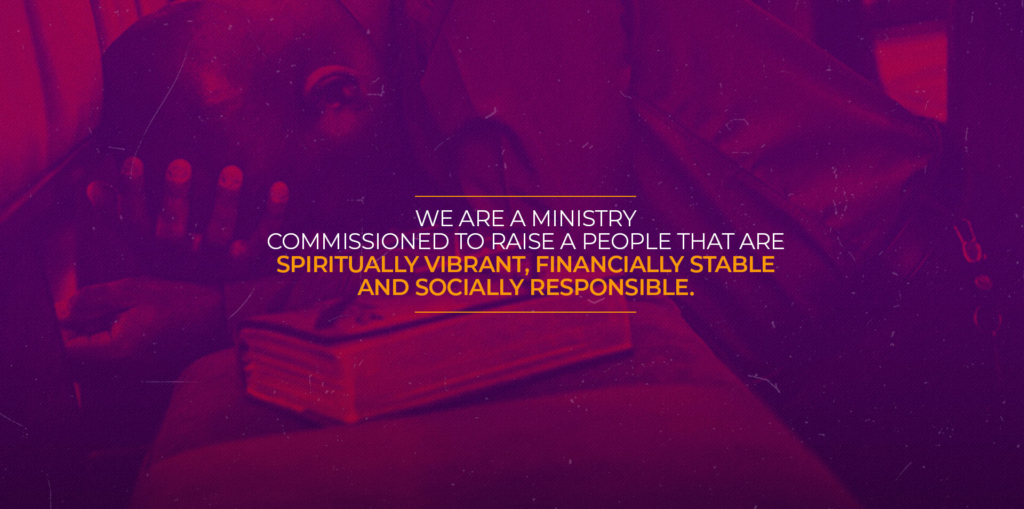 WE ARE A MINISTRY
COMMISSIONED TO RAISE A PEOPLE THAT ARE
SPIRITUALLY VIBRANT, FINANCIALLY STABLE
AND SOCIALLY RESPONSIBLE.